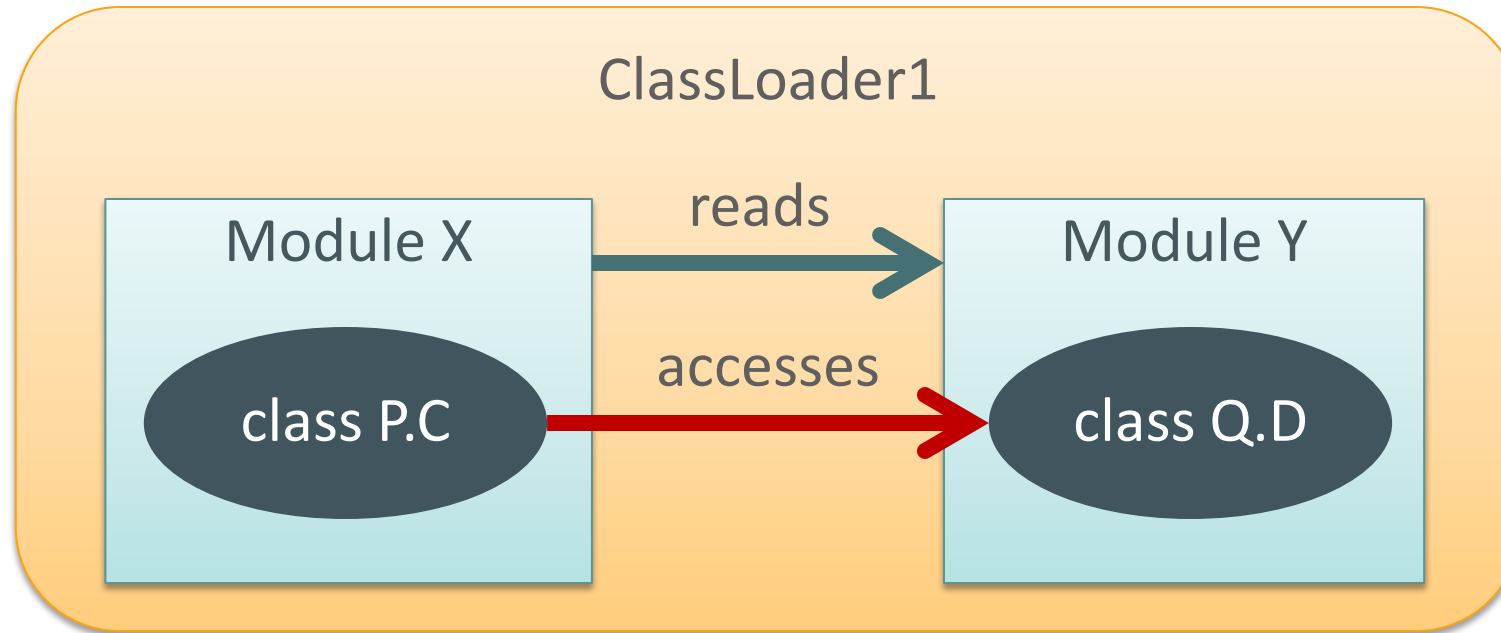 ClassLoader1
reads
Module X
Module Y
accesses
class P.C
class Q.D